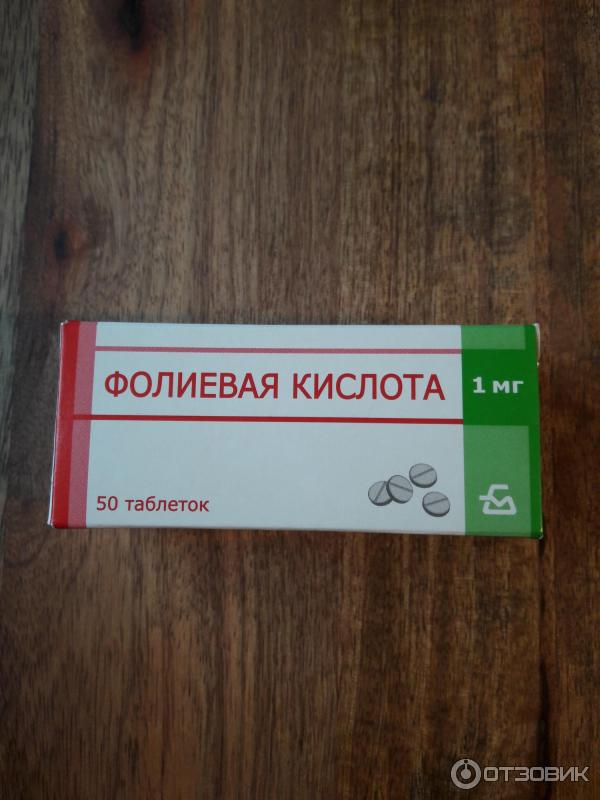 ФОЛИЕВАЯ КИСЛОТА
1 мг
50 таблеток
ОТЗОВИК